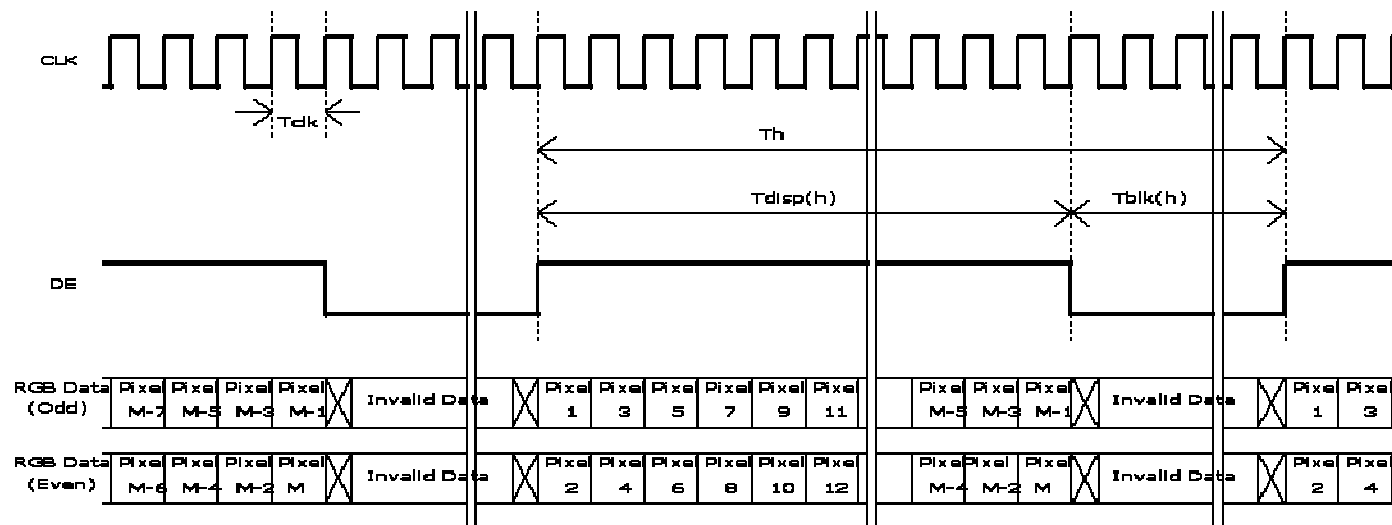 CLK
Tclk
Th
Tdisp(h) Tblk(h)
DE
RGB Data (Odd) Pixel M-7 Pixel M-5 Pixel M-3 Pixel M-1 Invalid Data Pixel 1 Pixel 3 Pixel 5 Pixel 7 Pixel 9 Pixel 11 Pixel M-5 Pixel M-3 Pixel M-1 Invalid Data Pixel 1 Pixel 3
RGB Data (Even) Pixel M-6 Pixel M-4 Pixel M-2 Pixel M Invalid Data Pixel 2 Pixel 4 Pixel 6 Pixel 8 Pixel 10 Pixel 12 Pixel M-4 Pixel M-2 Pixel M Invalid Data Pixel 2 Pixel 4